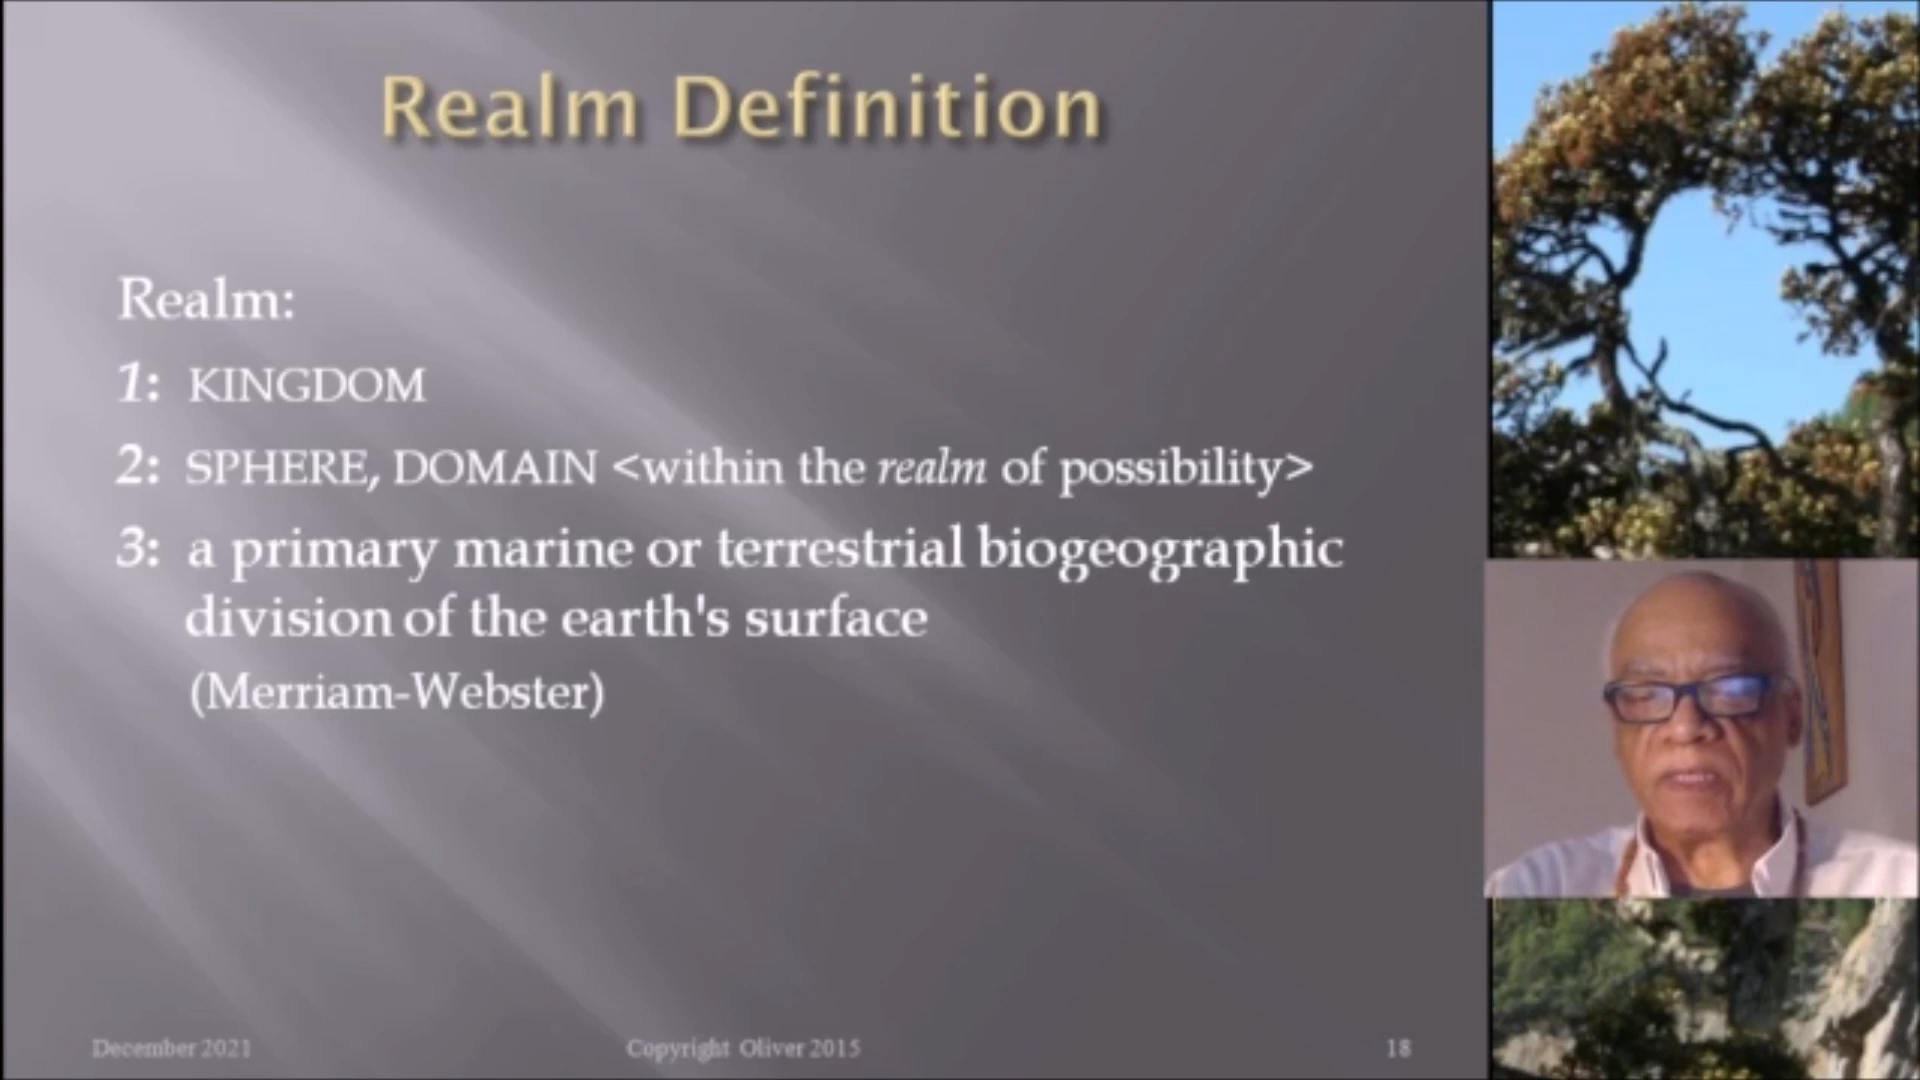 Realm Definition
Realm:
1: KINGDOM
2: SPHERE, DOMAIN <within the realm of possibility>
3: a primary marine or terrestrial biogeographic
division of the earth's surface
(Merriam-Webster)
December 2021
Copyright Oliver 2015
18